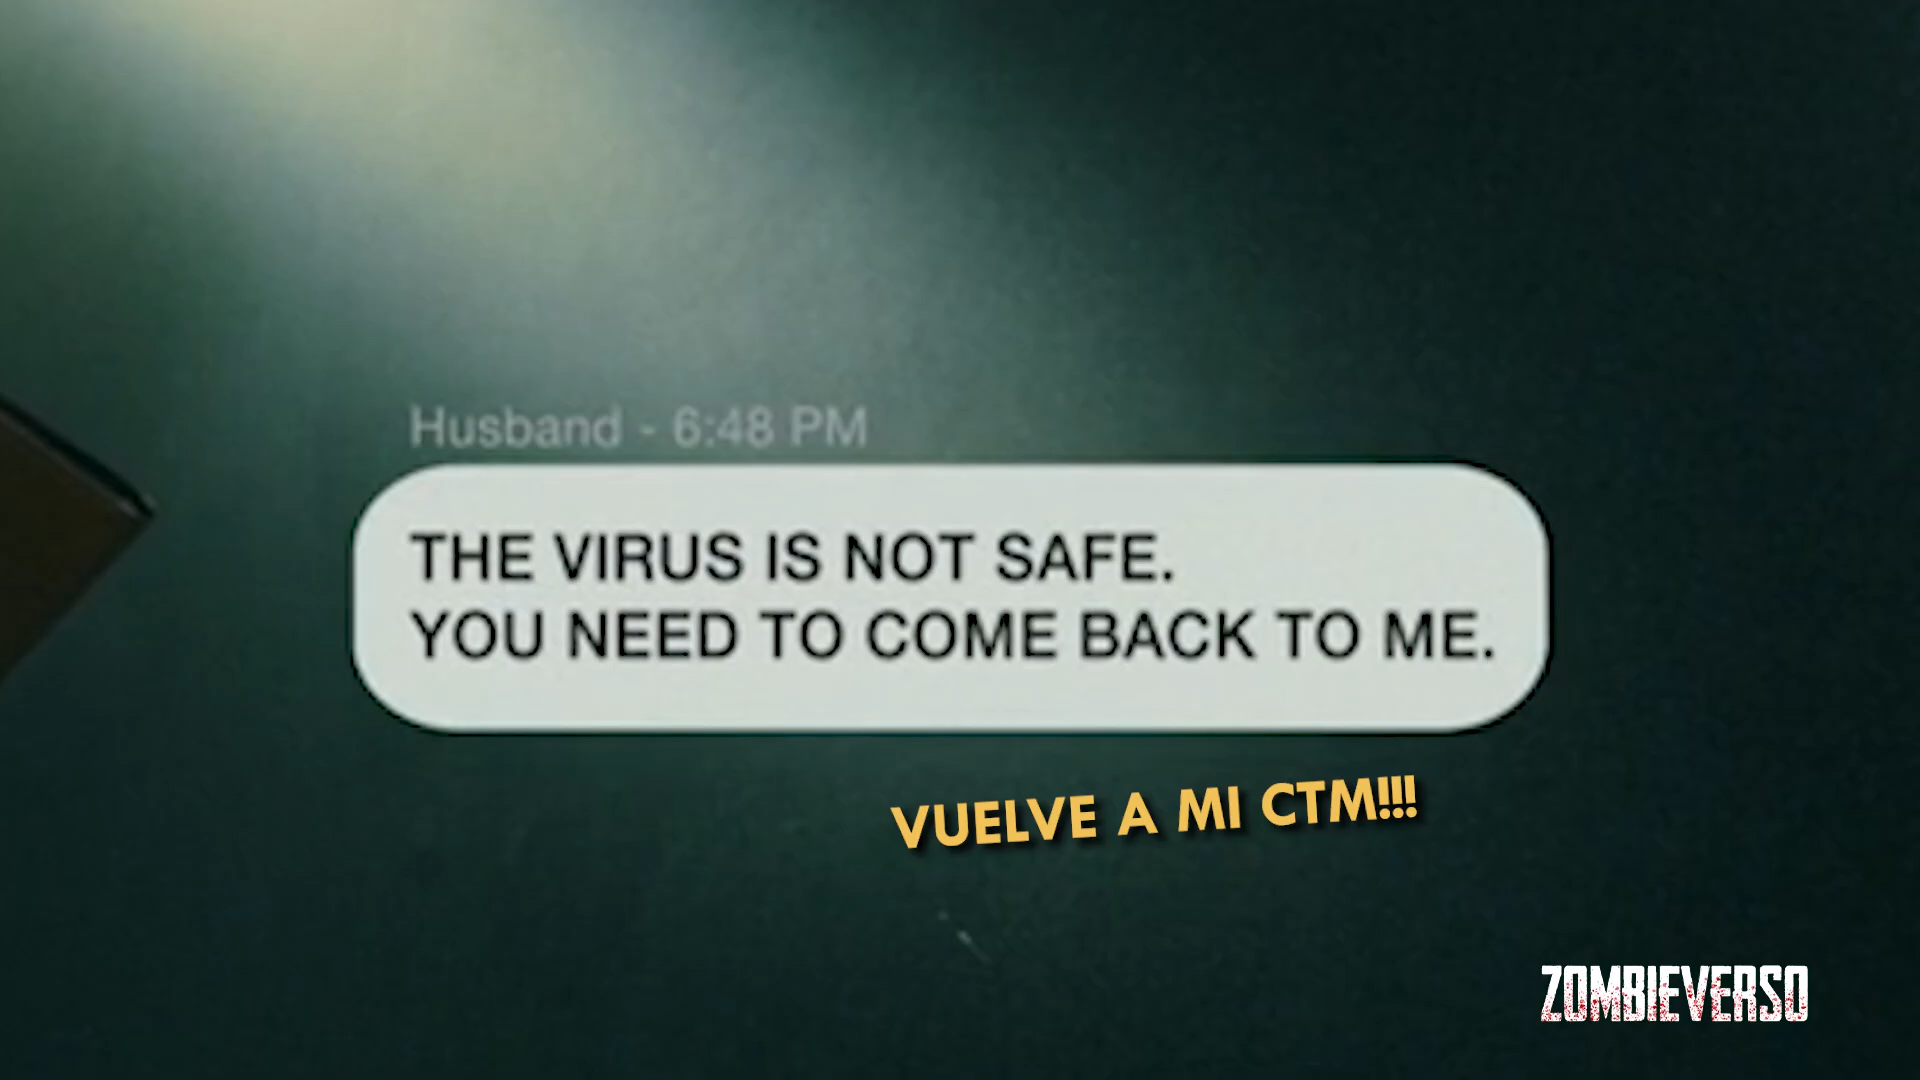 Husband - 6:48 PM
THE VIRUS IS NOT SAFE.
YOU NEED TO COME BACK TO ME.
VUELVE A MI CTM!!!
ZOMBIEVERSO